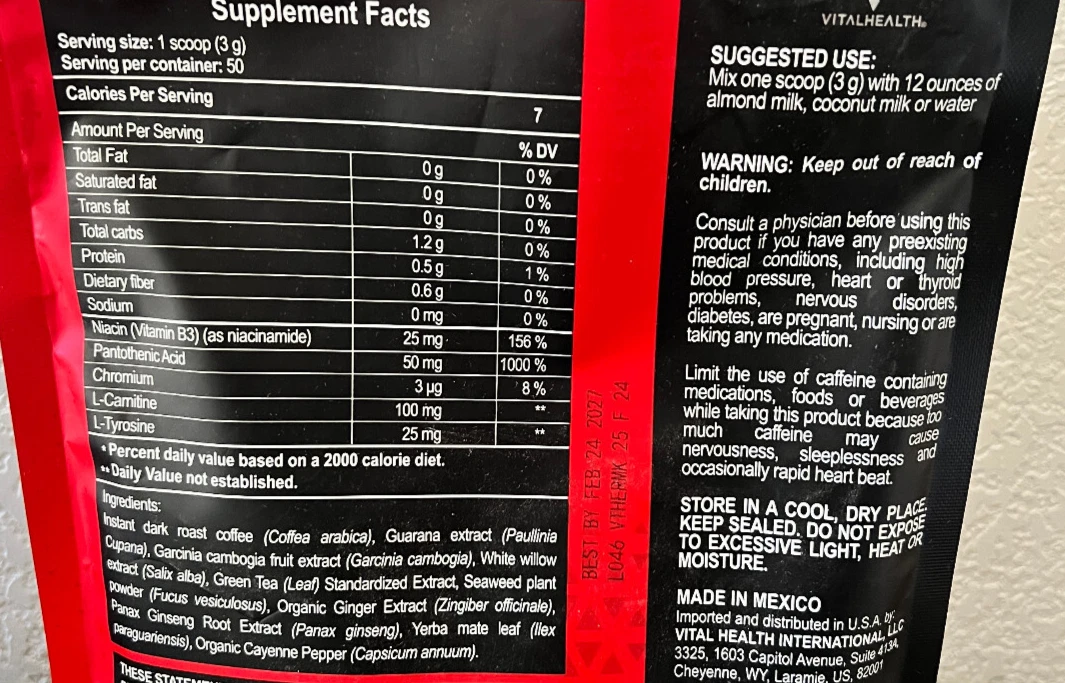 Supplement Facts
Serving size: 1 scoop (3 g)
Serving per container: 50
Calories Per Serving 7
Amount Per Serving % DV
Total Fat 0 g 0 %
Saturated fat 0 g 0 %
Trans fat 0 g 0 %
Total carbs 1.2 g 0 %
Protein 0.5 g 1 %
Dietary fiber 0.6 g 0 %
Sodium 0 mg 0 %
Niacin (Vitamin B3) (as niacinamide) 25 mg 156 %
Pantothenic Acid 50 mg 1000 %
Chromium 3 µg 8 %
L-Carnitine 100 mg **
L-Tyrosine 25 mg **
* Percent daily value based on a 2000 calorie diet.
** Daily Value not established.
Ingredients:
Instant dark roast coffee (Coffea arabica), Guarana extract (Paullinia
Cupana), Garcinia cambogia fruit extract (Garcinia cambogia), White willow
extract (Salix alba), Green Tea (Leaf) Standardized Extract, Seaweed plant
powder (Fucus vesiculosus), Organic Ginger Extract (Zingiber officinale),
Panax Ginseng Root Extract (Panax ginseng), Yerba mate leaf (Ilex
paraguariensis), Organic Cayenne Pepper (Capsicum annuum).
THESE
BEST BY FEB 24 2027
L046 VTHERMK 25 F 24
VITALHEALTH®
SUGGESTED USE:
Mix one scoop (3 g) with 12 ounces of
almond milk, coconut milk or water
WARNING: Keep out of reach of
children.
Consult a physician before using this
product if you have any preexisting
medical conditions, including high
blood pressure, heart or thyroid
problems, nervous disorders,
diabetes, are pregnant, nursing or are
taking any medication.
Limit the use of caffeine containing
medications, foods or beverages
while taking this product because too
much caffeine may cause
nervousness, sleeplessness and
occasionally rapid heart beat.
STORE IN A COOL, DRY PLACE.
KEEP SEALED. DO NOT EXPOSE
TO EXCESSIVE LIGHT, HEAT OR
MOISTURE.
MADE IN MEXICO
Imported and distributed in U.S.A. by:
VITAL HEALTH INTERNATIONAL, LLC
3325, 1603 Capitol Avenue, Suite 413A,
Cheyenne, WY, Laramie, US, 82001